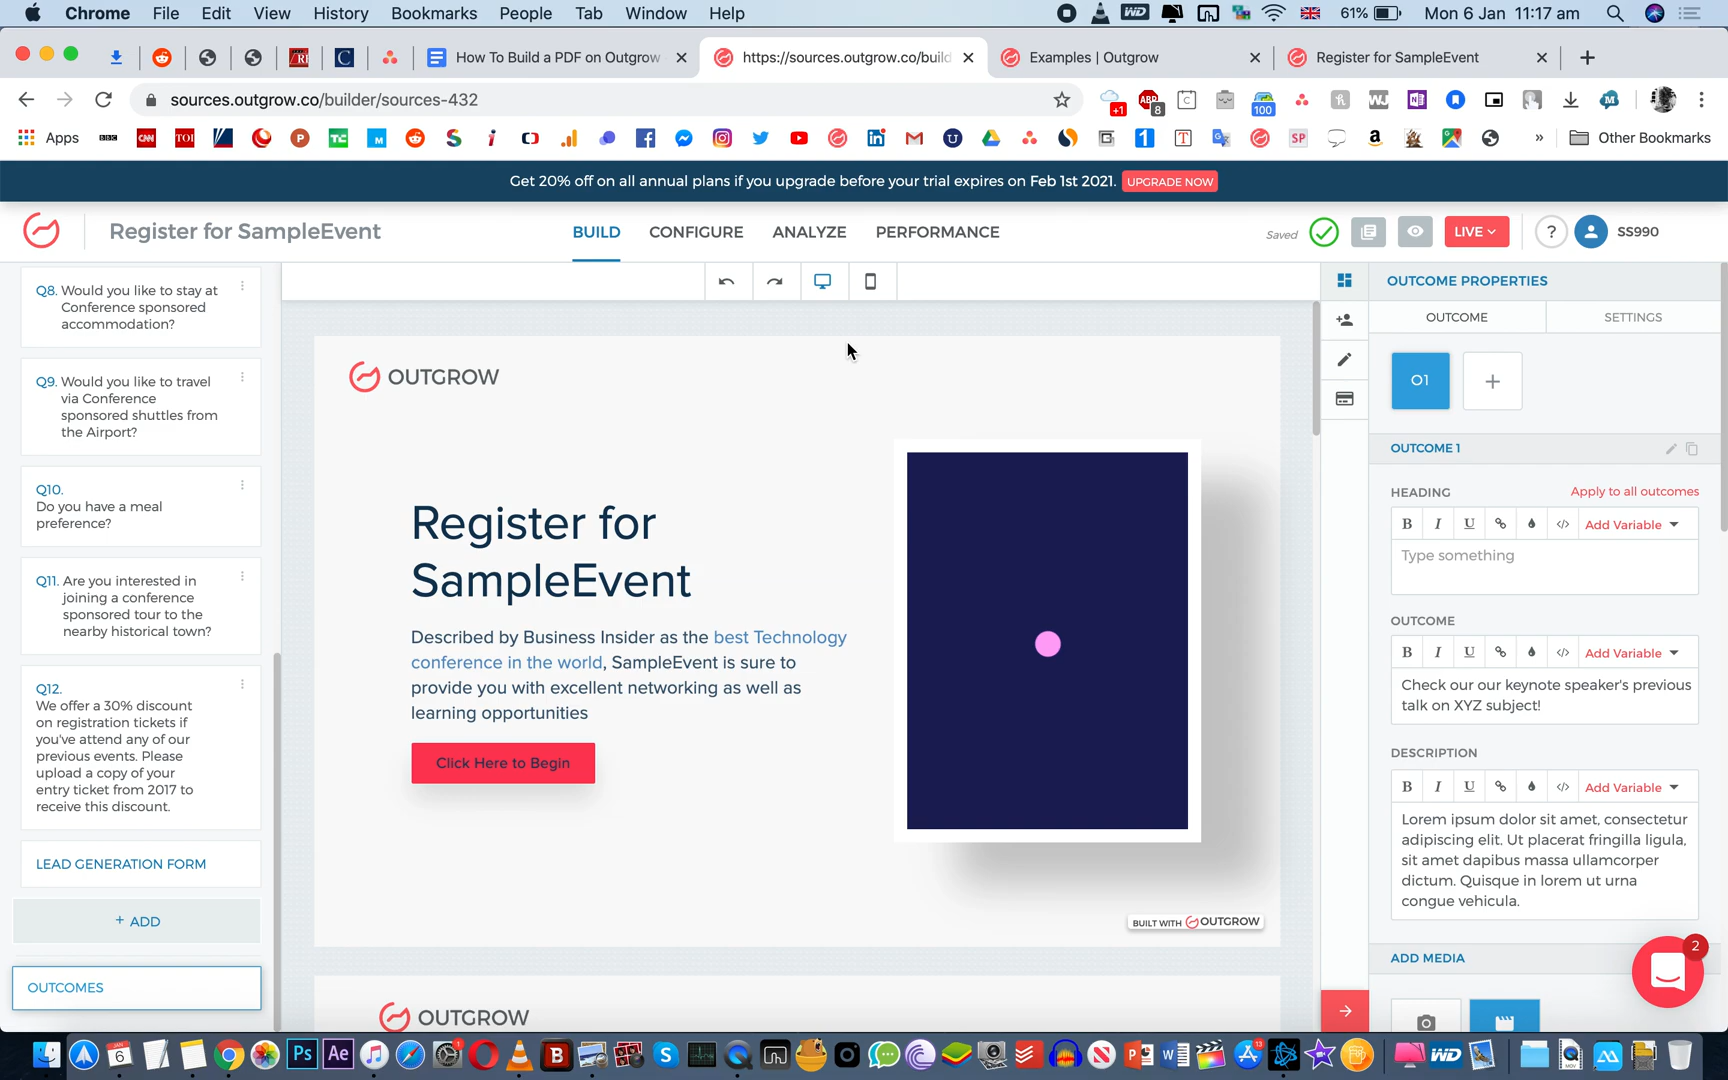 Chrome File Edit View History Bookmarks People Tab Window Help 61% Mon 6 Jan 11:17 am
How To Build a PDF on Outgrow https://sources.outgrow.co/build Examples | Outgrow Register for SampleEvent
sources.outgrow.co/builder/sources-432
Apps Other Bookmarks
Get 20% off on all annual plans if you upgrade before your trial expires on Feb 1st 2021. UPGRADE NOW
Register for SampleEvent BUILD CONFIGURE ANALYZE PERFORMANCE Saved LIVE ? SS990
Q8. Would you like to stay at
Conference sponsored
accommodation?
Q9. Would you like to travel
via Conference
sponsored shuttles from
the Airport?
Q10.
Do you have a meal
preference?
Q11. Are you interested in
joining a conference
sponsored tour to the
nearby historical town?
Q12.
We offer a 30% discount
on registration tickets if
you've attend any of our
previous events. Please
upload a copy of your
entry ticket from 2017 to
receive this discount.
LEAD GENERATION FORM
+ ADD
OUTCOMES
OUTGROW
Register for
SampleEvent
Described by Business Insider as the best Technology
conference in the world, SampleEvent is sure to
provide you with excellent networking as well as
learning opportunities
Click Here to Begin
BUILT WITH OUTGROW
OUTGROW
OUTCOME PROPERTIES
OUTCOME SETTINGS
O1 +
OUTCOME 1
HEADING Apply to all outcomes
B I U </> Add Variable
Type something
OUTCOME
B I U </> Add Variable
Check our our keynote speaker's previous
talk on XYZ subject!
DESCRIPTION
B I U </> Add Variable
Lorem ipsum dolor sit amet, consectetur
adipiscing elit. Ut placerat fringilla ligula,
sit amet dapibus massa ullamcorper
dictum. Quisque in lorem ut urna
congue vehicula.
ADD MEDIA
2